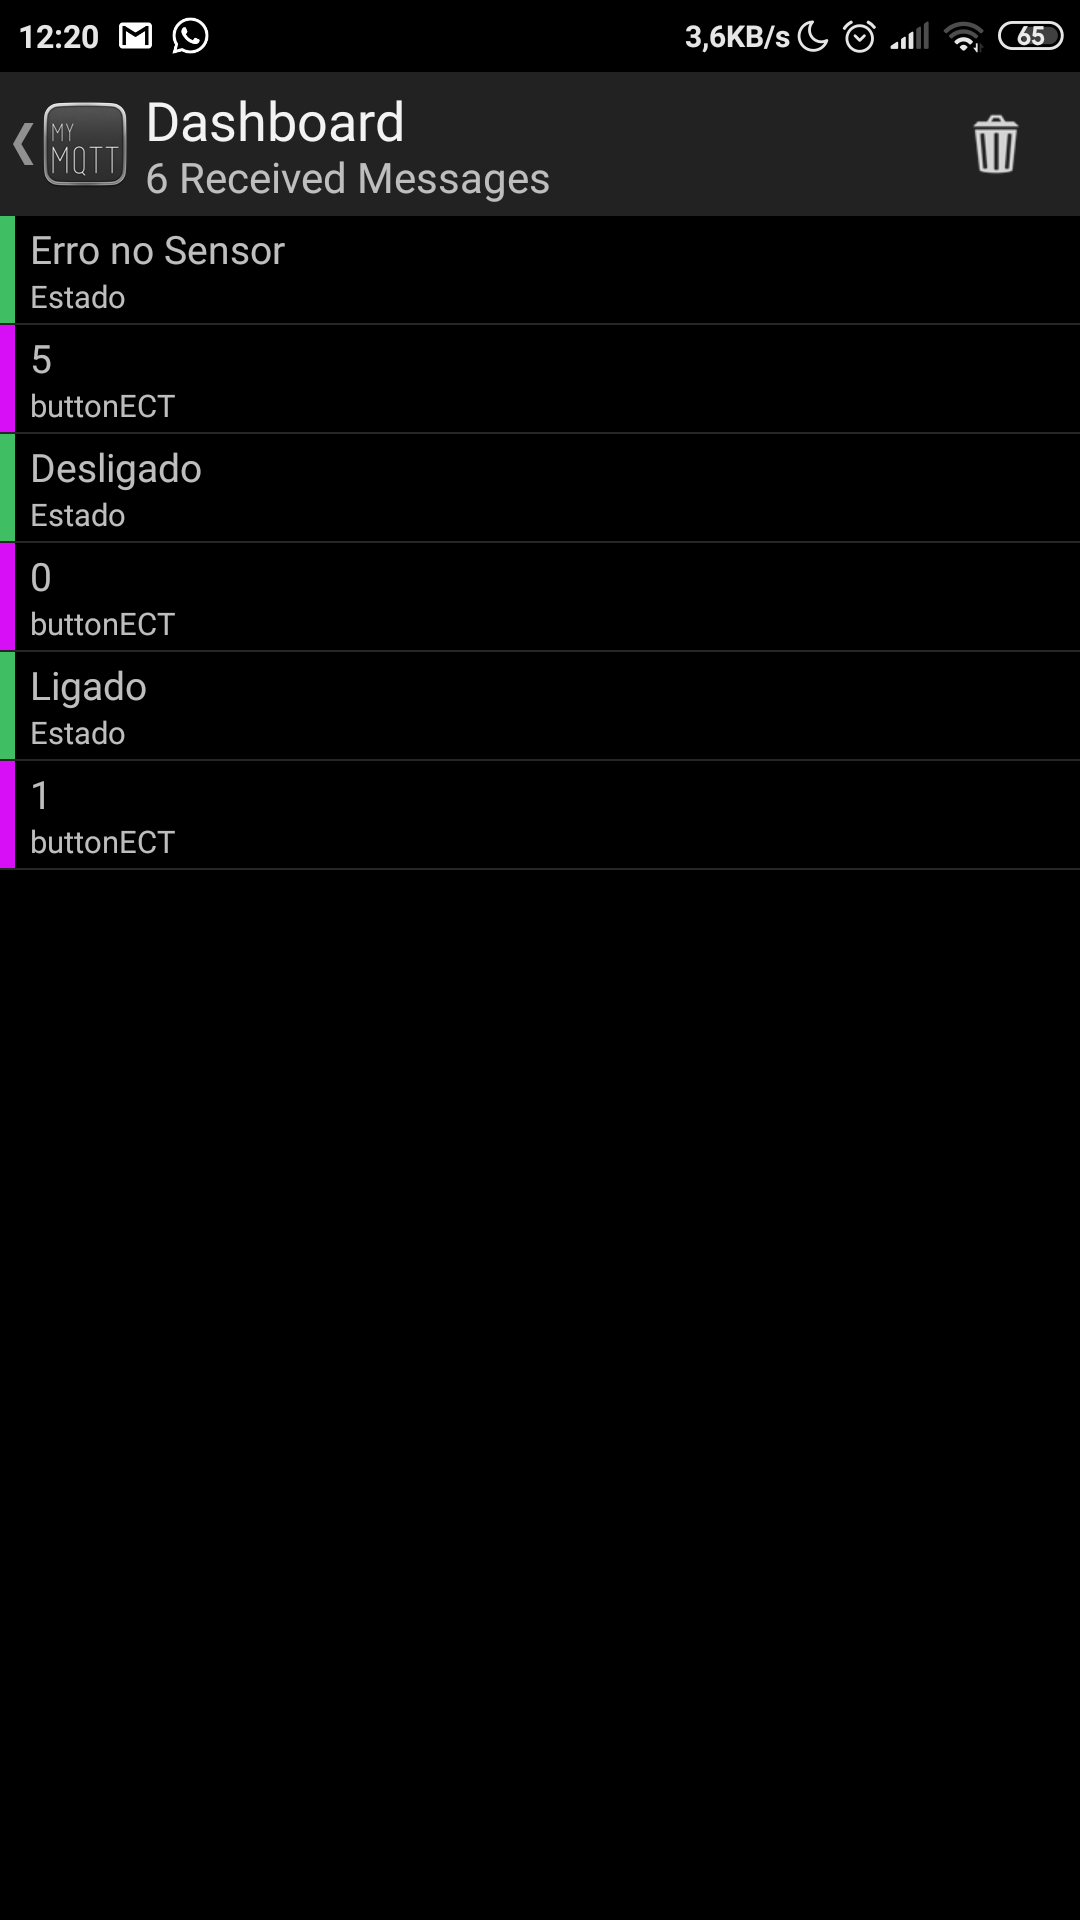 12:20 3,6KB/s 65
MY
MQTT
Dashboard
6 Received Messages
Erro no Sensor
Estado
5
buttonECT
Desligado
Estado
0
buttonECT
Ligado
Estado
1
buttonECT